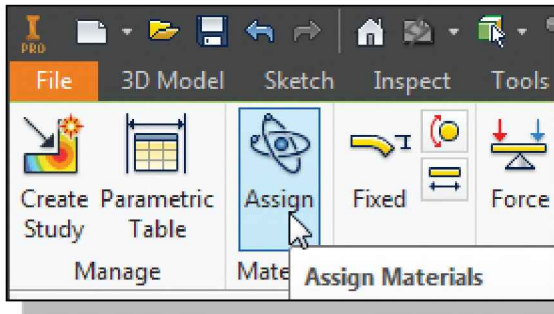 I
PRO
File 3D Model Sketch Inspect Tools
Create Study Parametric Table Assign Fixed Force
Manage Mate
Assign Materials